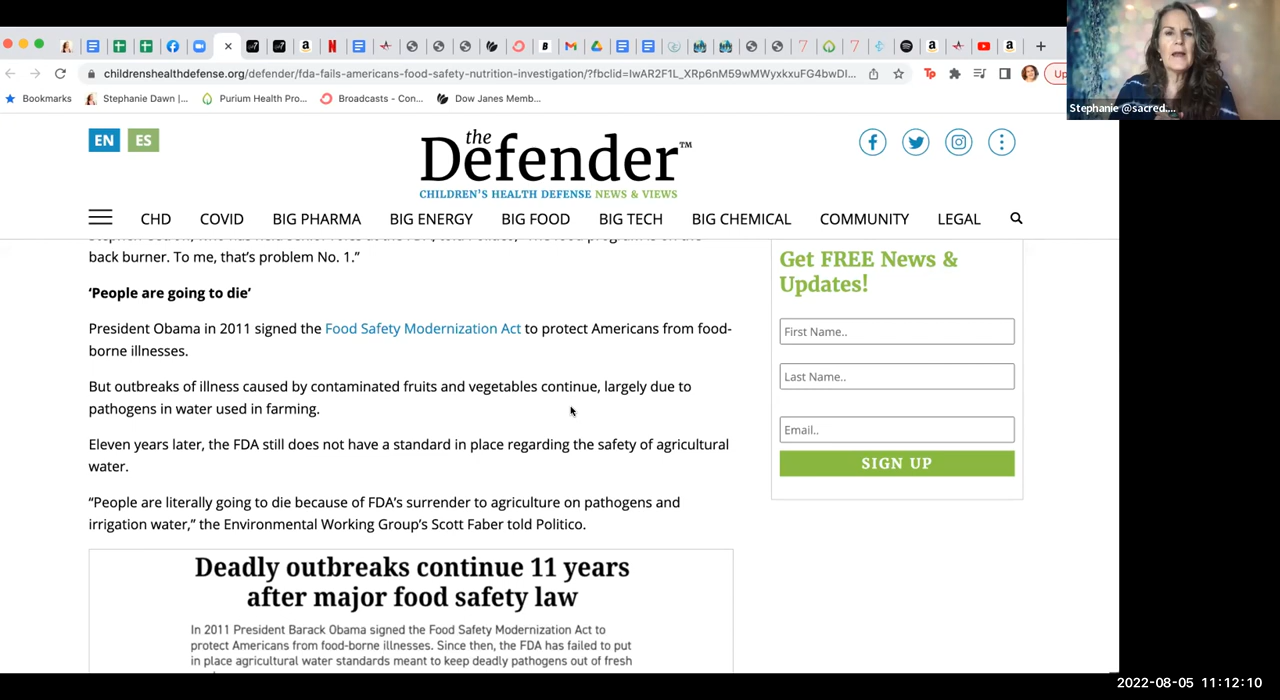 childrenshealthdefense.org/defender/fda-fails-americans-food-safety-nutrition-investigation/?fbclid=IwAR2F1L_XRp6nM59wMWyxkxuFG4bwDI...
Up
Bookmarks
Stephanie Dawn |...
Purium Health Pro...
Broadcasts - Con...
Dow Janes Memb...
Stephanie @sacred....
EN
ES
the
Defender™
CHILDREN'S HEALTH DEFENSE NEWS & VIEWS
CHD
COVID
BIG PHARMA
BIG ENERGY
BIG FOOD
BIG TECH
BIG CHEMICAL
COMMUNITY
LEGAL
back burner. To me, that's problem No. 1.”
‘People are going to die’
President Obama in 2011 signed the Food Safety Modernization Act to protect Americans from food-
borne illnesses.
But outbreaks of illness caused by contaminated fruits and vegetables continue, largely due to
pathogens in water used in farming.
Eleven years later, the FDA still does not have a standard in place regarding the safety of agricultural
water.
“People are literally going to die because of FDA’s surrender to agriculture on pathogens and
irrigation water,” the Environmental Working Group’s Scott Faber told Politico.
Deadly outbreaks continue 11 years
after major food safety law
In 2011 President Barack Obama signed the Food Safety Modernization Act to
protect Americans from food-borne illnesses. Since then, the FDA has failed to put
in place agricultural water standards meant to keep deadly pathogens out of fresh
Get FREE News &
Updates!
First Name..
Last Name..
Email..
SIGN UP
2022-08-05 11:12:10